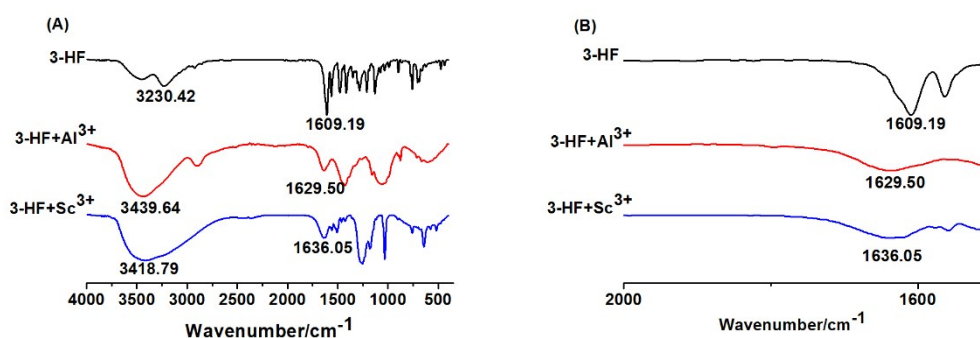 (A)
3-HF
3230.42
1609.19
3-HF+Al³⁺
1629.50
3439.64
3-HF+Sc³⁺
1636.05
3418.79
4000 3500 3000 2500 2000 1500 1000 500
Wavenumber/cm⁻¹
(B)
3-HF
1609.19
3-HF+Al³⁺
1629.50
3-HF+Sc³⁺
1636.05
2000 1600
Wavenumber/cm⁻¹